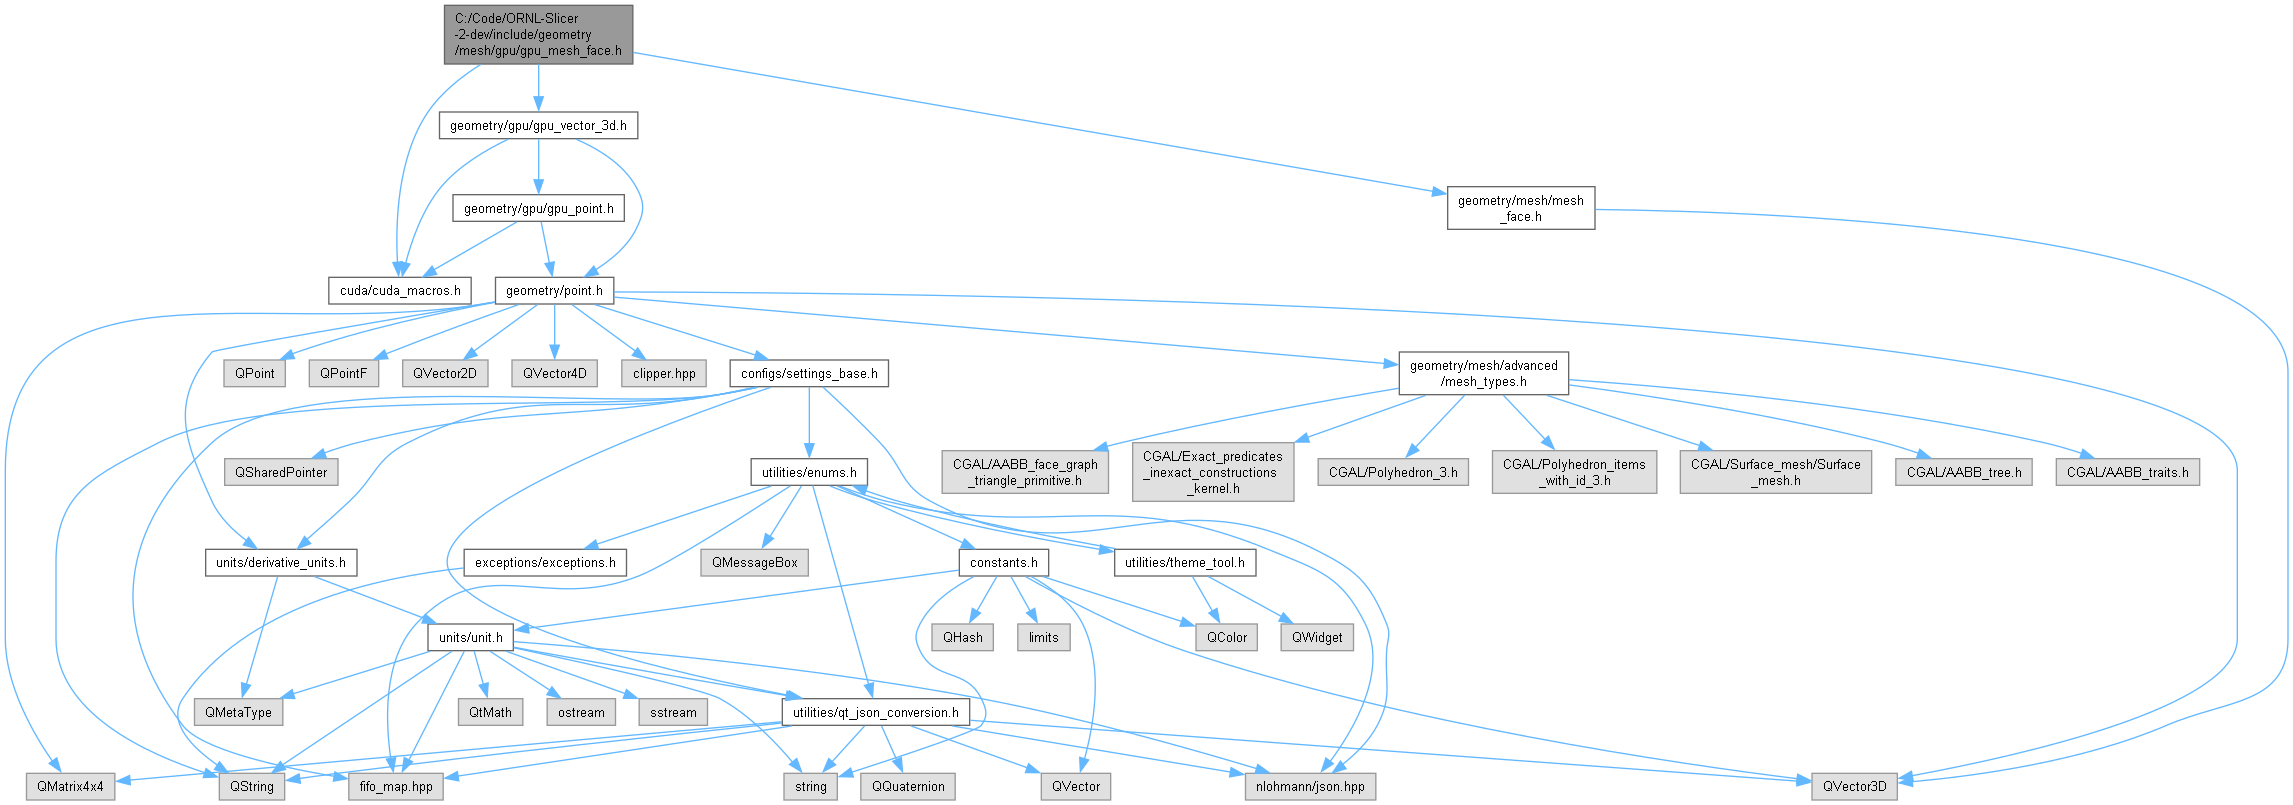 C:/Code/ORNL-Slicer
-2-dev/include/geometry
/mesh/gpu/gpu_mesh_face.h
geometry/gpu/gpu_vector_3d.h
geometry/gpu/gpu_point.h
geometry/mesh/mesh
_face.h
cuda/cuda_macros.h
geometry/point.h
QPoint
QPointF
QVector2D
QVector4D
clipper.hpp
configs/settings_base.h
geometry/mesh/advanced
/mesh_types.h
QSharedPointer
utilities/enums.h
CGAL/AABB_face_graph
_triangle_primitive.h
CGAL/Exact_predicates
_inexact_constructions
_kernel.h
CGAL/Polyhedron_3.h
CGAL/Polyhedron_items
_with_id_3.h
CGAL/Surface_mesh/Surface
_mesh.h
CGAL/AABB_tree.h
CGAL/AABB_traits.h
units/derivative_units.h
exceptions/exceptions.h
QMessageBox
constants.h
utilities/theme_tool.h
units/unit.h
QHash
limits
QColor
QWidget
QMetaType
QtMath
ostream
sstream
utilities/qt_json_conversion.h
QMatrix4x4
QString
fifo_map.hpp
string
QQuaternion
QVector
nlohmann/json.hpp
QVector3D